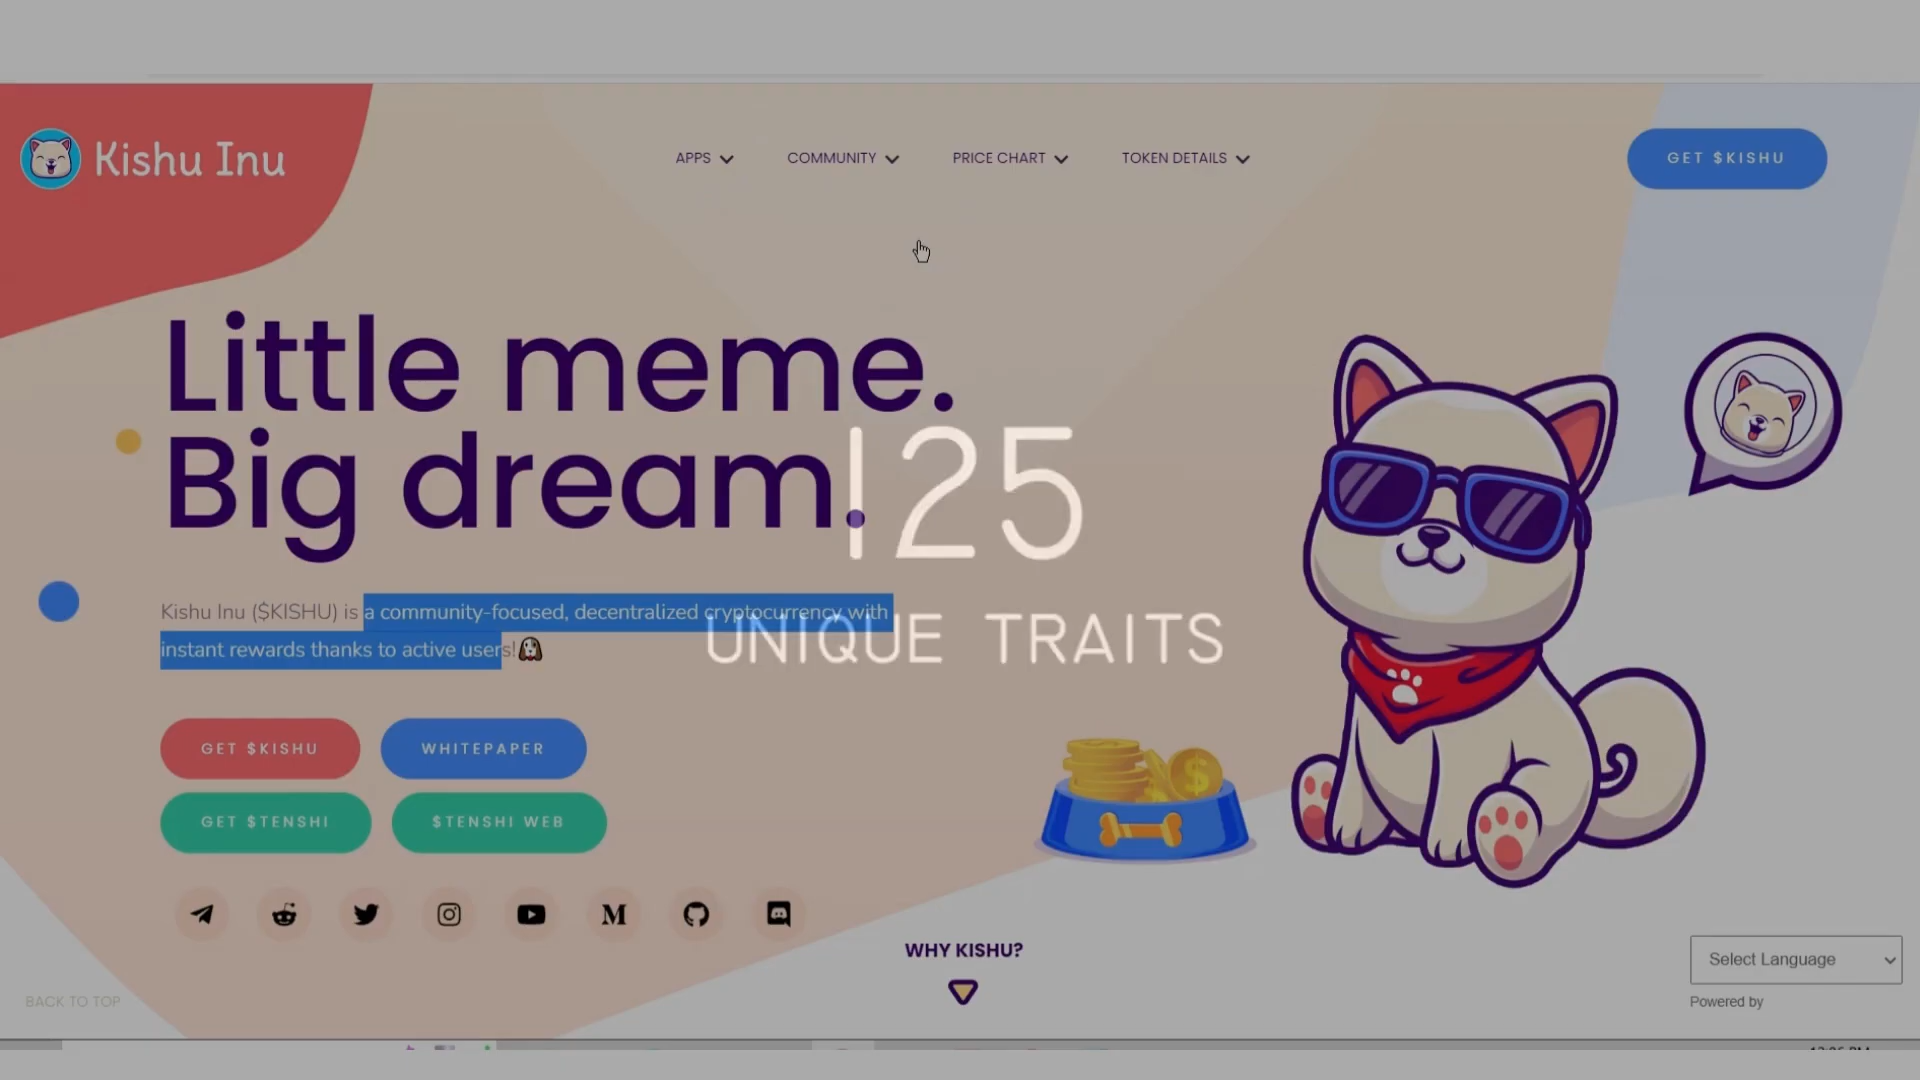 Kishu Inu
APPS
COMMUNITY
PRICE CHART
TOKEN DETAILS
GET $KISHU
Little meme.
Big dream.
125
UNIQUE TRAITS
Kishu Inu ($KISHU) is a community-focused, decentralized cryptocurrency with
instant rewards thanks to active users!
GET $KISHU
WHITEPAPER
GET $TENSHI
$TENSHI WEB
M
WHY KISHU?
Select Language
BACK TO TOP
Powered by